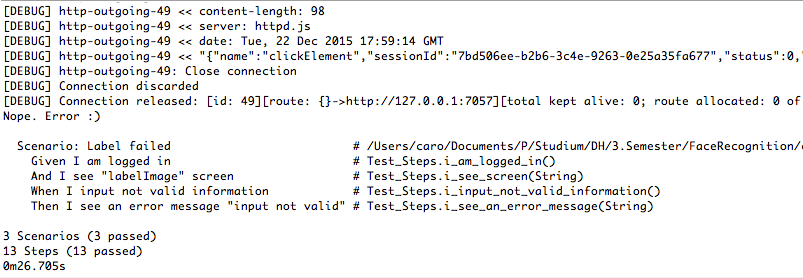 [DEBUG] http-outgoing-49 << content-length: 98
[DEBUG] http-outgoing-49 << server: httpd.js
[DEBUG] http-outgoing-49 << date: Tue, 22 Dec 2015 17:59:14 GMT
[DEBUG] http-outgoing-49 << "{"name":"clickElement","sessionId":"7bd506ee-b2b6-3c4e-9263-0e25a35fa677","status":0,"
[DEBUG] http-outgoing-49: Close connection
[DEBUG] Connection discarded
[DEBUG] Connection released: [id: 49][route: {}->http://127.0.0.1:7057][total kept alive: 0; route allocated: 0 of
Nope. Error :)
Scenario: Label failed # /Users/caro/Documents/P/Studium/DH/3.Semester/FaceRecognition/
Given I am logged in # Test_Steps.i_am_logged_in()
And I see "labelImage" screen # Test_Steps.i_see_screen(String)
When I input not valid information # Test_Steps.i_input_not_valid_information()
Then I see an error message "input not valid" # Test_Steps.i_see_an_error_message(String)
3 Scenarios (3 passed)
13 Steps (13 passed)
0m26.705s